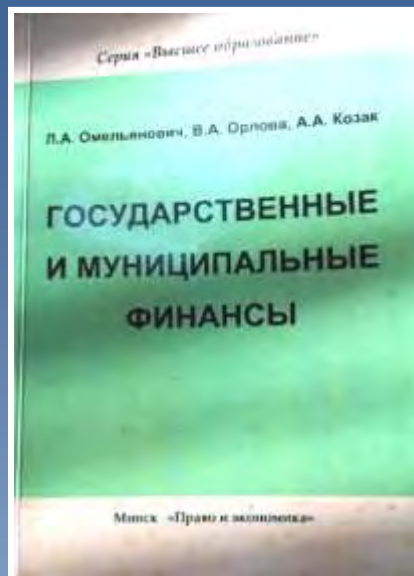 Серия «Высшее образование»
Л.А. Омельянович, В.А. Орлова, А.А. Козак
ГОСУДАРСТВЕННЫЕ
И МУНИЦИПАЛЬНЫЕ
ФИНАНСЫ
Минск «Право и экономика»